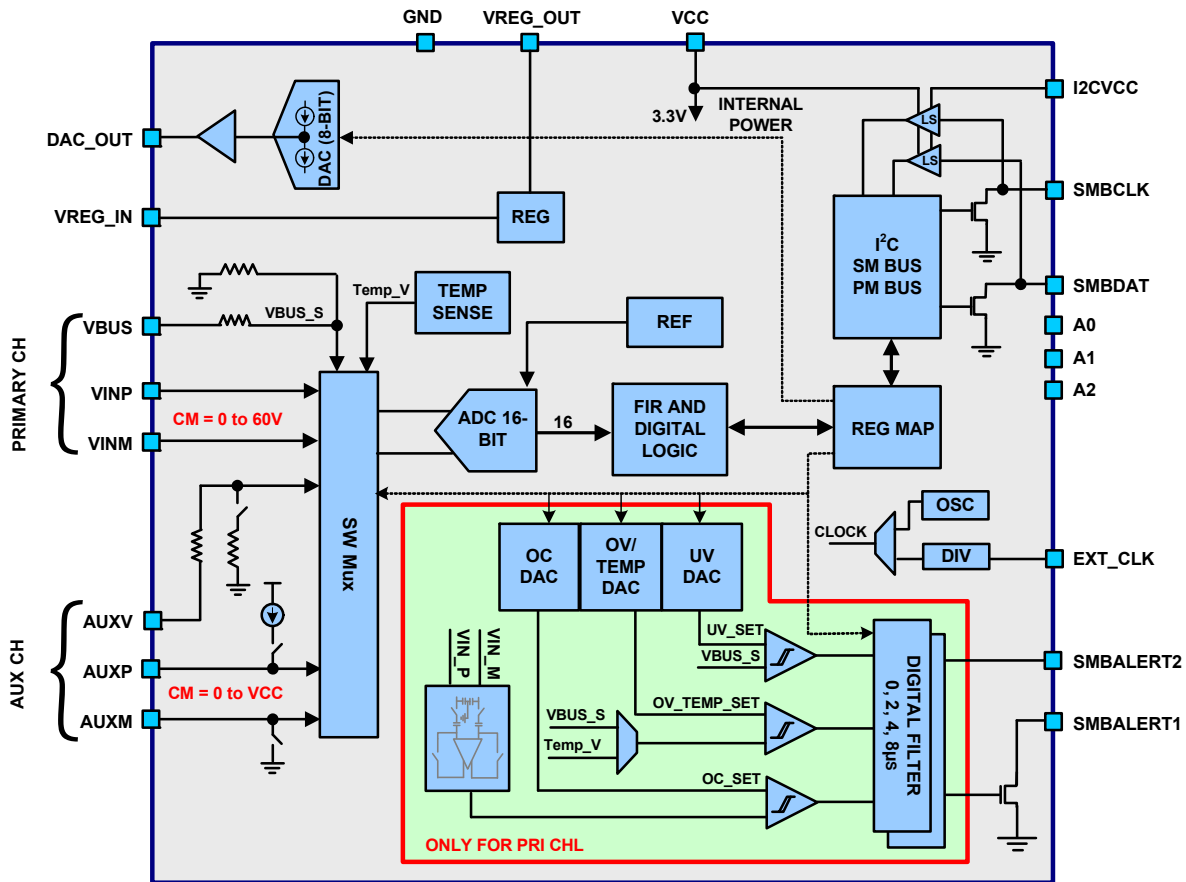 GND
VREG_OUT
VCC
I2CVCC
3.3V
INTERNAL
POWER
LS
LS
DAC (8-BIT)
DAC_OUT
SMBCLK
VREG_IN
REG
I2C
SM BUS
PM BUS
Temp_V
TEMP
SENSE
SMBDAT
VBUS_S
VBUS
REF
A0
A1
A2
PRIMARY CH
VINP
CM = 0 to 60V
VINM
ADC 16-
BIT
16
FIR AND
DIGITAL
LOGIC
REG MAP
SW Mux
OSC
CLOCK
DIV
EXT_CLK
OC
DAC
OV/
TEMP
DAC
UV
DAC
AUX CH
AUXV
AUXP
CM = 0 to VCC
AUXM
VIN_P
VIN_M
UV_SET
VBUS_S
OV_TEMP_SET
VBUS_S
Temp_V
OC_SET
DIGITAL FILTER
0, 2, 4, 8µs
SMBALERT2
SMBALERT1
ONLY FOR PRI CHL